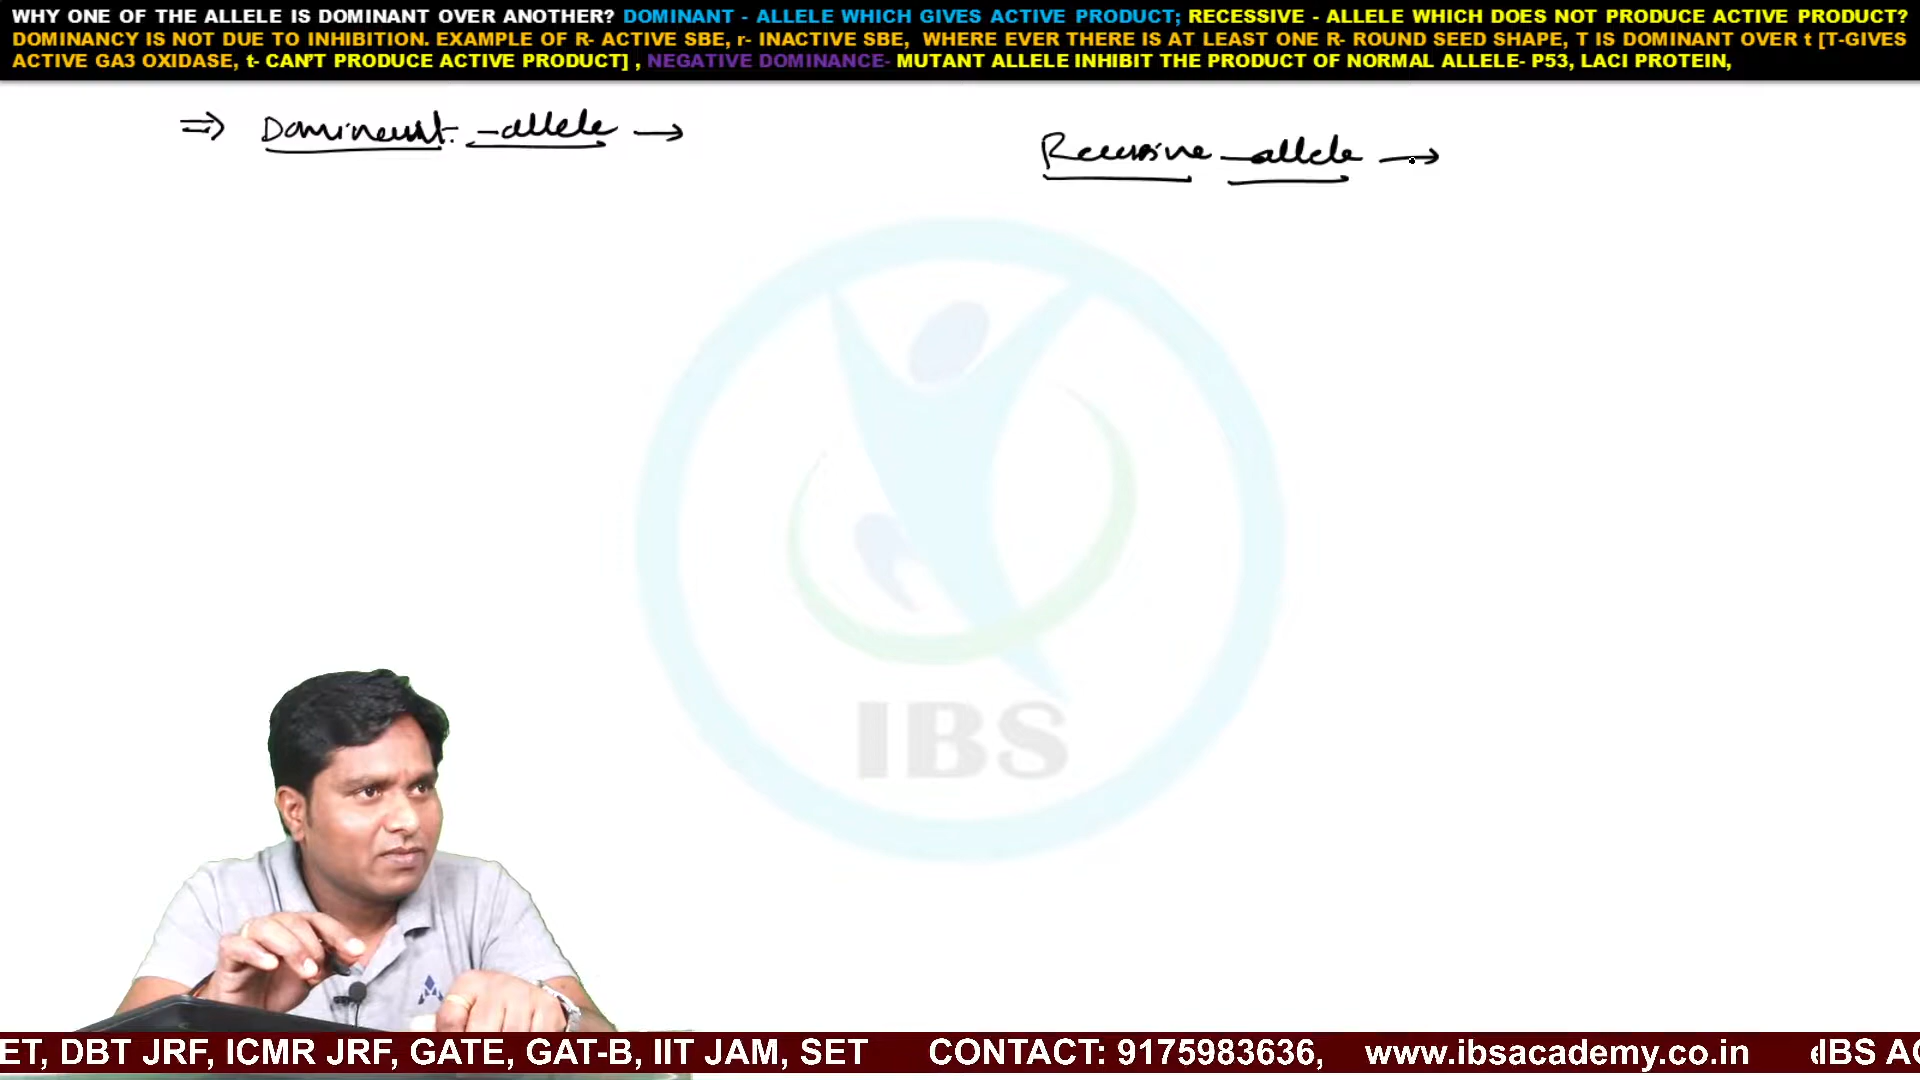 WHY ONE OF THE ALLELE IS DOMINANT OVER ANOTHER? DOMINANT - ALLELE WHICH GIVES ACTIVE PRODUCT; RECESSIVE - ALLELE WHICH DOES NOT PRODUCE ACTIVE PRODUCT?
DOMINANCY IS NOT DUE TO INHIBITION. EXAMPLE OF R- ACTIVE SBE, r- INACTIVE SBE, WHERE EVER THERE IS AT LEAST ONE R- ROUND SEED SHAPE, T IS DOMINANT OVER t [T-GIVES
ACTIVE GA3 OXIDASE, t- CAN'T PRODUCE ACTIVE PRODUCT] , NEGATIVE DOMINANCE- MUTANT ALLELE INHIBIT THE PRODUCT OF NORMAL ALLELE- P53, LACI PROTEIN,
⇒ Dominant - allele →
Recessive - allele →
IBS
ET, DBT JRF, ICMR JRF, GATE, GAT-B, IIT JAM, SET CONTACT: 9175983636, www.ibsacademy.co.in IBS AC